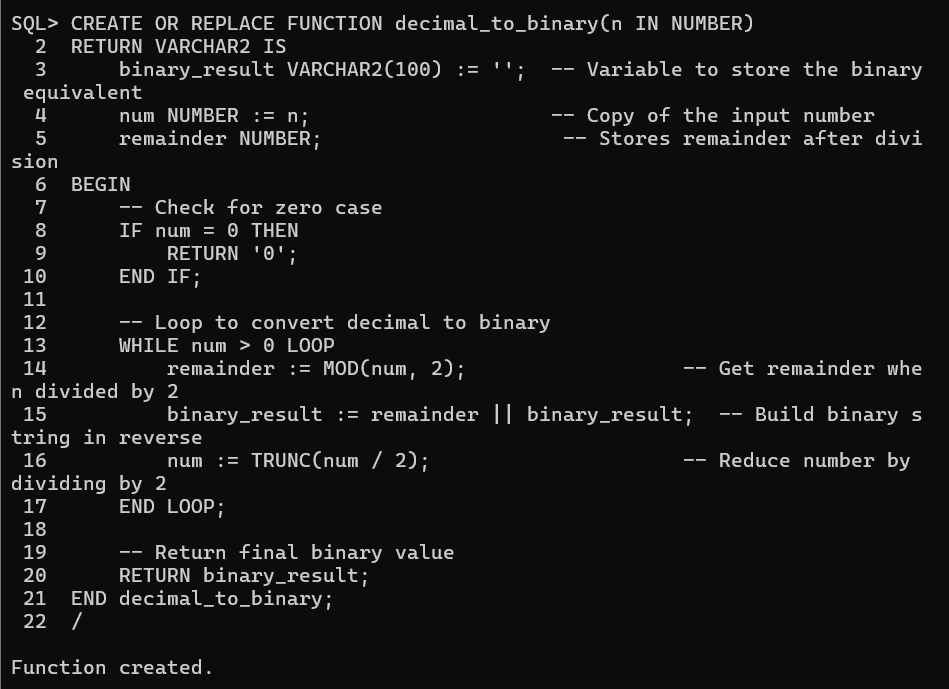 SQL> CREATE OR REPLACE FUNCTION decimal_to_binary(n IN NUMBER)
  2  RETURN VARCHAR2 IS
  3      binary_result VARCHAR2(100) := '';  -- Variable to store the binary
 equivalent
  4      num NUMBER := n;                    -- Copy of the input number
  5      remainder NUMBER;                    -- Stores remainder after divi
sion
  6  BEGIN
  7      -- Check for zero case
  8      IF num = 0 THEN
  9          RETURN '0';
 10      END IF;
 11
 12      -- Loop to convert decimal to binary
 13      WHILE num > 0 LOOP
 14          remainder := MOD(num, 2);                  -- Get remainder whe
n divided by 2
 15          binary_result := remainder || binary_result;  -- Build binary s
tring in reverse
 16          num := TRUNC(num / 2);                     -- Reduce number by
dividing by 2
 17      END LOOP;
 18
 19      -- Return final binary value
 20      RETURN binary_result;
 21  END decimal_to_binary;
 22  /

Function created.